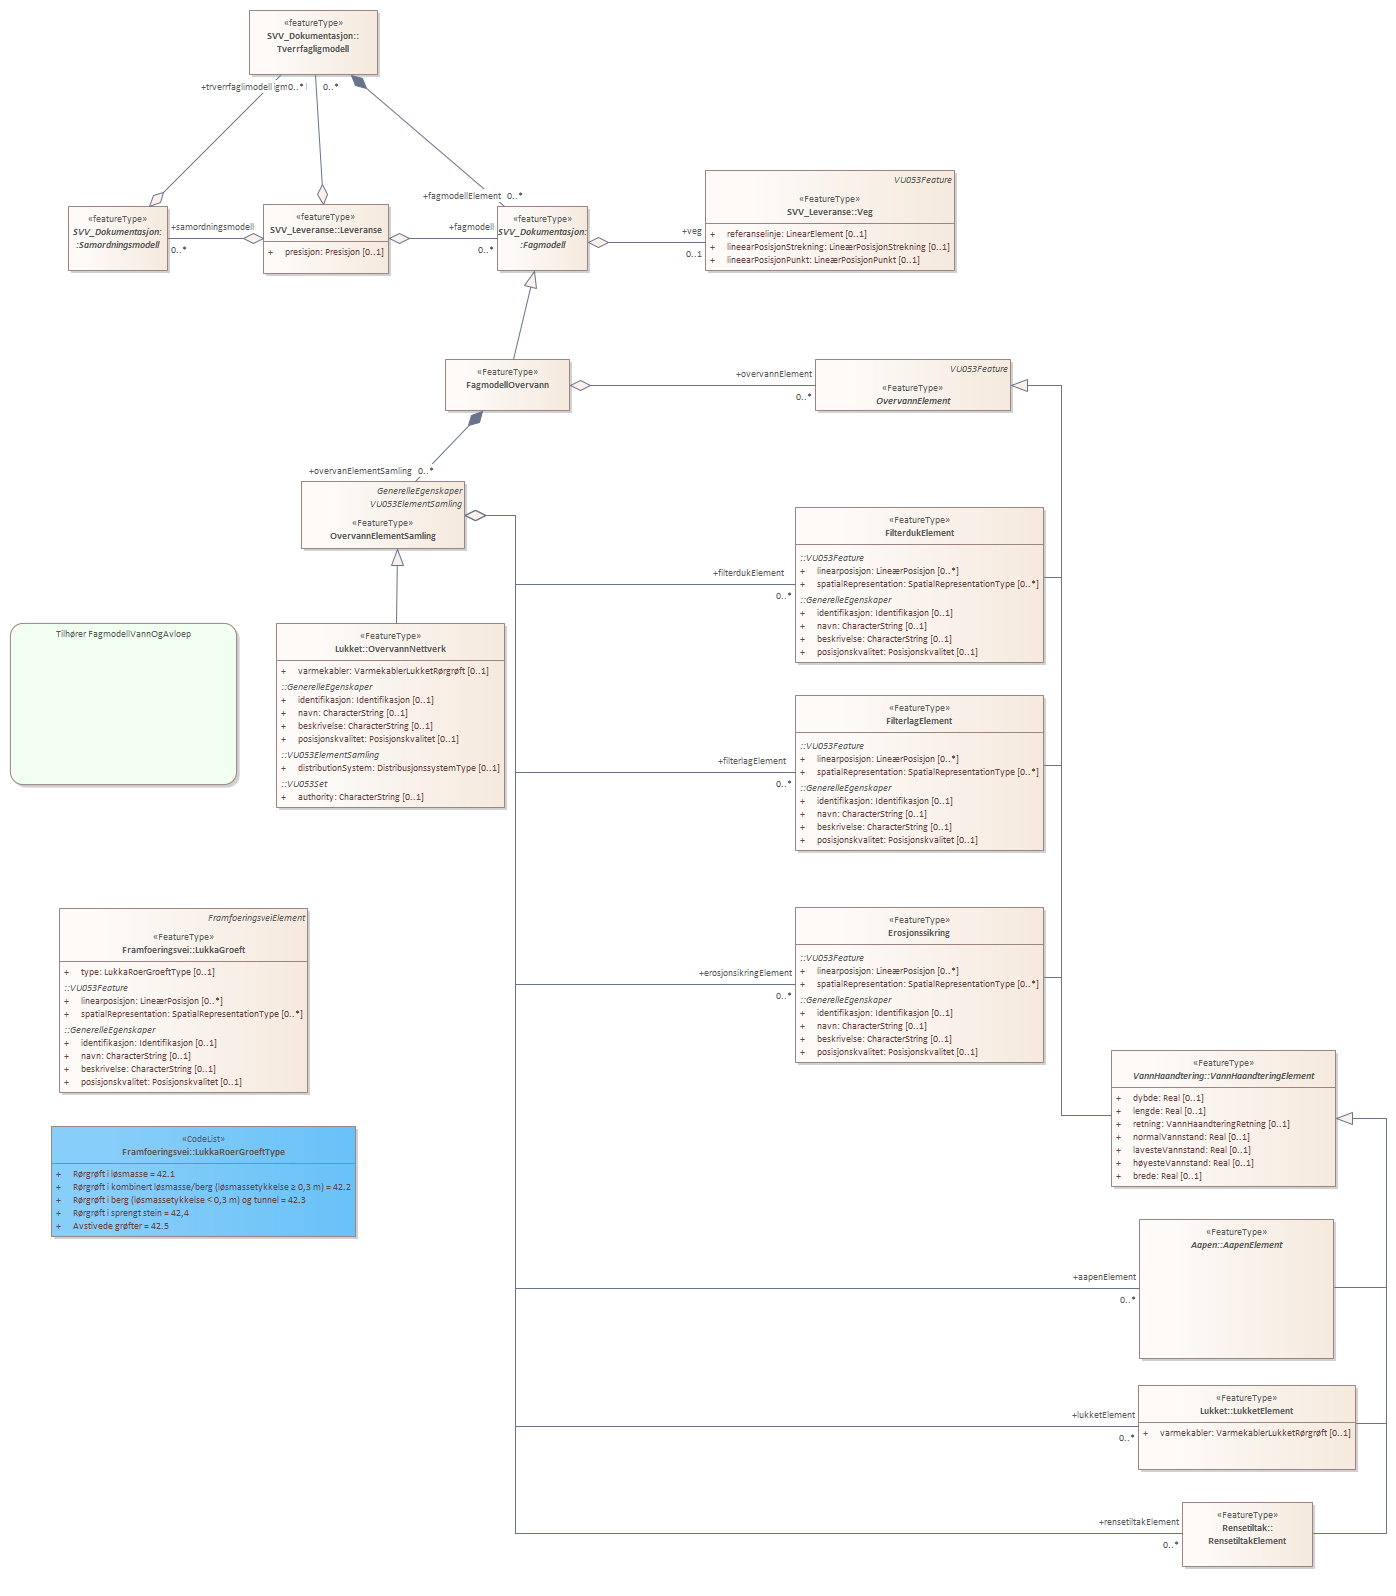 «featureType»
SVV_Dokumentasjon::
Tverrfagligmodell
+trverrfaglimodell
0..*
0..*
+fagmodellElement 0..*
«featureType»
SVV_Dokumentasjon:
:Samordningsmodell
+samordningsmodell
0..*
«featureType»
SVV_Leveranse::Leveranse
+ presisjon: Presisjon [0..1]
+fagmodell
0..*
«featureType»
SVV_Dokumentasjon:
:Fagmodell
+veg
0..1
VU053Feature
«FeatureType»
SVV_Leveranse::Veg
+ referanselinje: LinearElement [0..1]
+ lineearPosisjonStrekning: LineærPosisjonStrekning [0..1]
+ lineearPosisjonPunkt: LineærPosisjonPunkt [0..1]
«FeatureType»
FagmodellOvervann
+overvannElement
0..*
VU053Feature
«FeatureType»
OvervannElement
+overvanElementSamling 0..*
GenerelleEgenskaper
VU053ElementSamling
«FeatureType»
OvervannElementSamling
+filterdukElement
0..*
«FeatureType»
FilterdukElement
::VU053Feature
+ linearposisjon: LineærPosisjon [0..*]
+ spatialRepresentation: SpatialRepresentationType [0..*]
::GenerelleEgenskaper
+ identifikasjon: Identifikasjon [0..1]
+ navn: CharacterString [0..1]
+ beskrivelse: CharacterString [0..1]
+ posisjonskvalitet: Posisjonskvalitet [0..1]
Tilhører FagmodellVannOgAvloep
«FeatureType»
Lukket::OvervannNettverk
+ varmekabler: VarmekablerLukketRørgrøft [0..1]
::GenerelleEgenskaper
+ identifikasjon: Identifikasjon [0..1]
+ navn: CharacterString [0..1]
+ beskrivelse: CharacterString [0..1]
+ posisjonskvalitet: Posisjonskvalitet [0..1]
::VU053ElementSamling
+ distributionSystem: DistribusjonssystemType [0..1]
::VU053Set
+ authority: CharacterString [0..1]
+filterlagElement
0..*
«FeatureType»
FilterlagElement
::VU053Feature
+ linearposisjon: LineærPosisjon [0..*]
+ spatialRepresentation: SpatialRepresentationType [0..*]
::GenerelleEgenskaper
+ identifikasjon: Identifikasjon [0..1]
+ navn: CharacterString [0..1]
+ beskrivelse: CharacterString [0..1]
+ posisjonskvalitet: Posisjonskvalitet [0..1]
FramfoeringsveiElement
«FeatureType»
Framfoeringsvei::LukkaGroeft
+ type: LukkaRoerGroeftType [0..1]
::VU053Feature
+ linearposisjon: LineærPosisjon [0..*]
+ spatialRepresentation: SpatialRepresentationType [0..*]
::GenerelleEgenskaper
+ identifikasjon: Identifikasjon [0..1]
+ navn: CharacterString [0..1]
+ beskrivelse: CharacterString [0..1]
+ posisjonskvalitet: Posisjonskvalitet [0..1]
+erosjonsikringElement
0..*
«FeatureType»
Erosjonssikring
::VU053Feature
+ linearposisjon: LineærPosisjon [0..*]
+ spatialRepresentation: SpatialRepresentationType [0..*]
::GenerelleEgenskaper
+ identifikasjon: Identifikasjon [0..1]
+ navn: CharacterString [0..1]
+ beskrivelse: CharacterString [0..1]
+ posisjonskvalitet: Posisjonskvalitet [0..1]
«FeatureType»
VannHaandtering::VannHaandteringElement
+ dybde: Real [0..1]
+ lengde: Real [0..1]
+ retning: VannHaandteringRetning [0..1]
+ normalVannstand: Real [0..1]
+ lavesteVannstand: Real [0..1]
+ høyesteVannstand: Real [0..1]
+ brede: Real [0..1]
«CodeList»
Framfoeringsvei::LukkaRoerGroeftType
+ Rørgrøft i løsmasse = 42.1
+ Rørgrøft i kombinert løsmasse/berg (løsmassetykkelse ≥ 0,3 m) = 42.2
+ Rørgrøft i berg (løsmassetykkelse < 0,3 m) og tunnel = 42.3
+ Rørgrøft i sprengt stein = 42,4
+ Avstivede grøfter = 42.5
+aapenElement
0..*
«FeatureType»
Aapen::AapenElement
+lukketElement
0..*
«FeatureType»
Lukket::LukketElement
+ varmekabler: VarmekablerLukketRørgrøft [0..1]
+rensetiltakElement
0..*
«FeatureType»
Rensetiltak::
RensetiltakElement